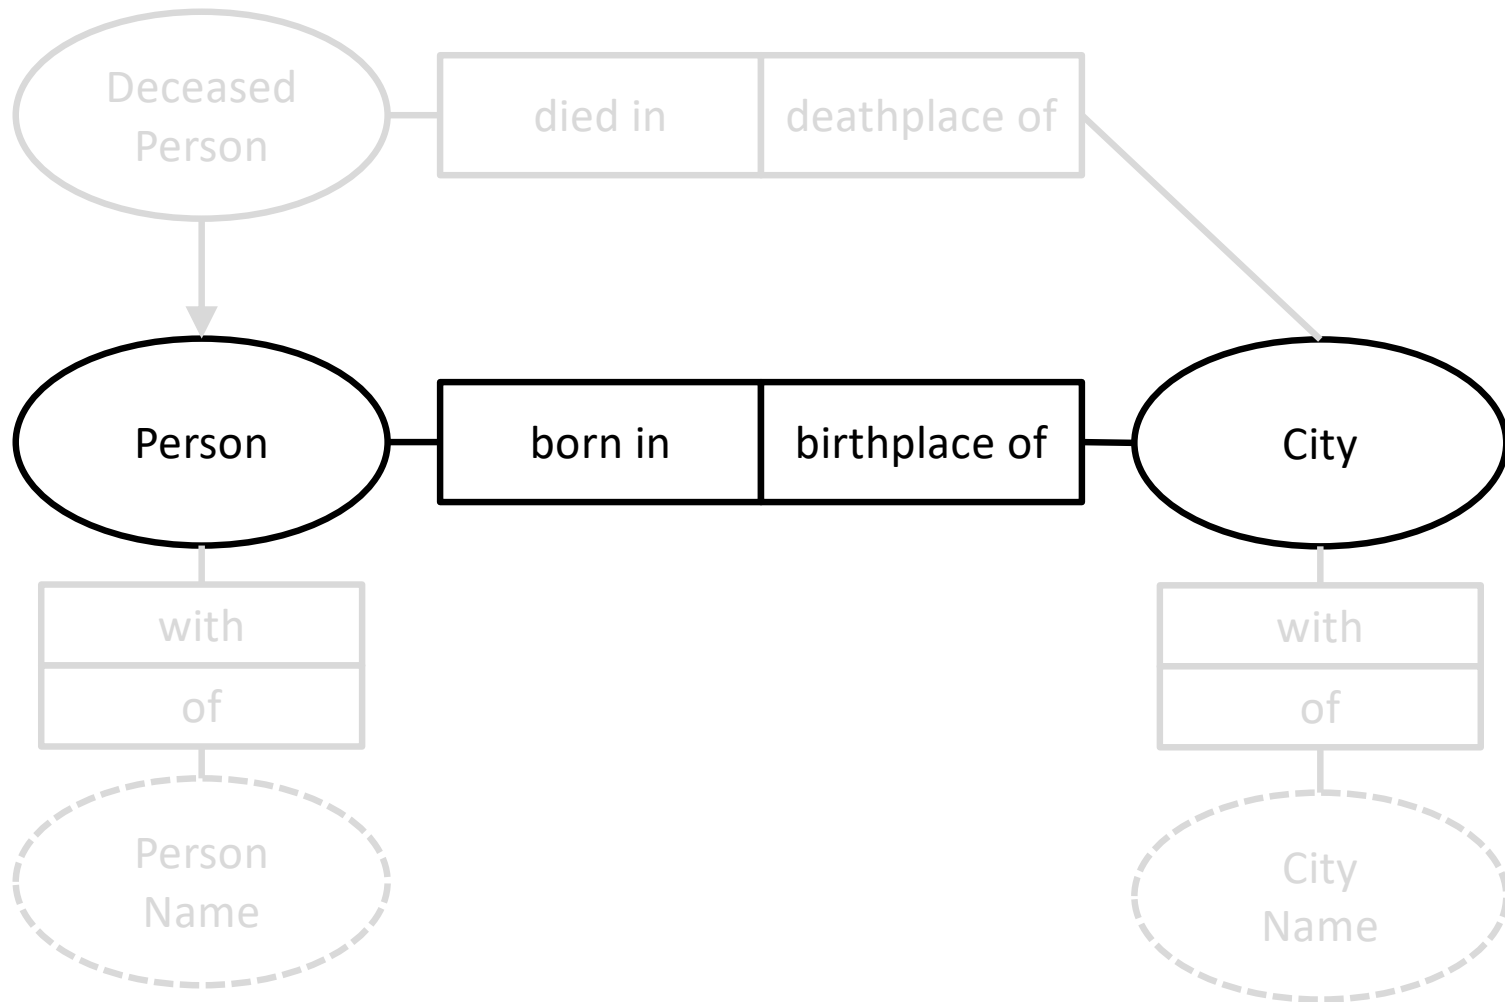 Deceased
Person
died in
deathplace of
Person
born in
birthplace of
City
with
of
Person
Name
with
of
City
Name